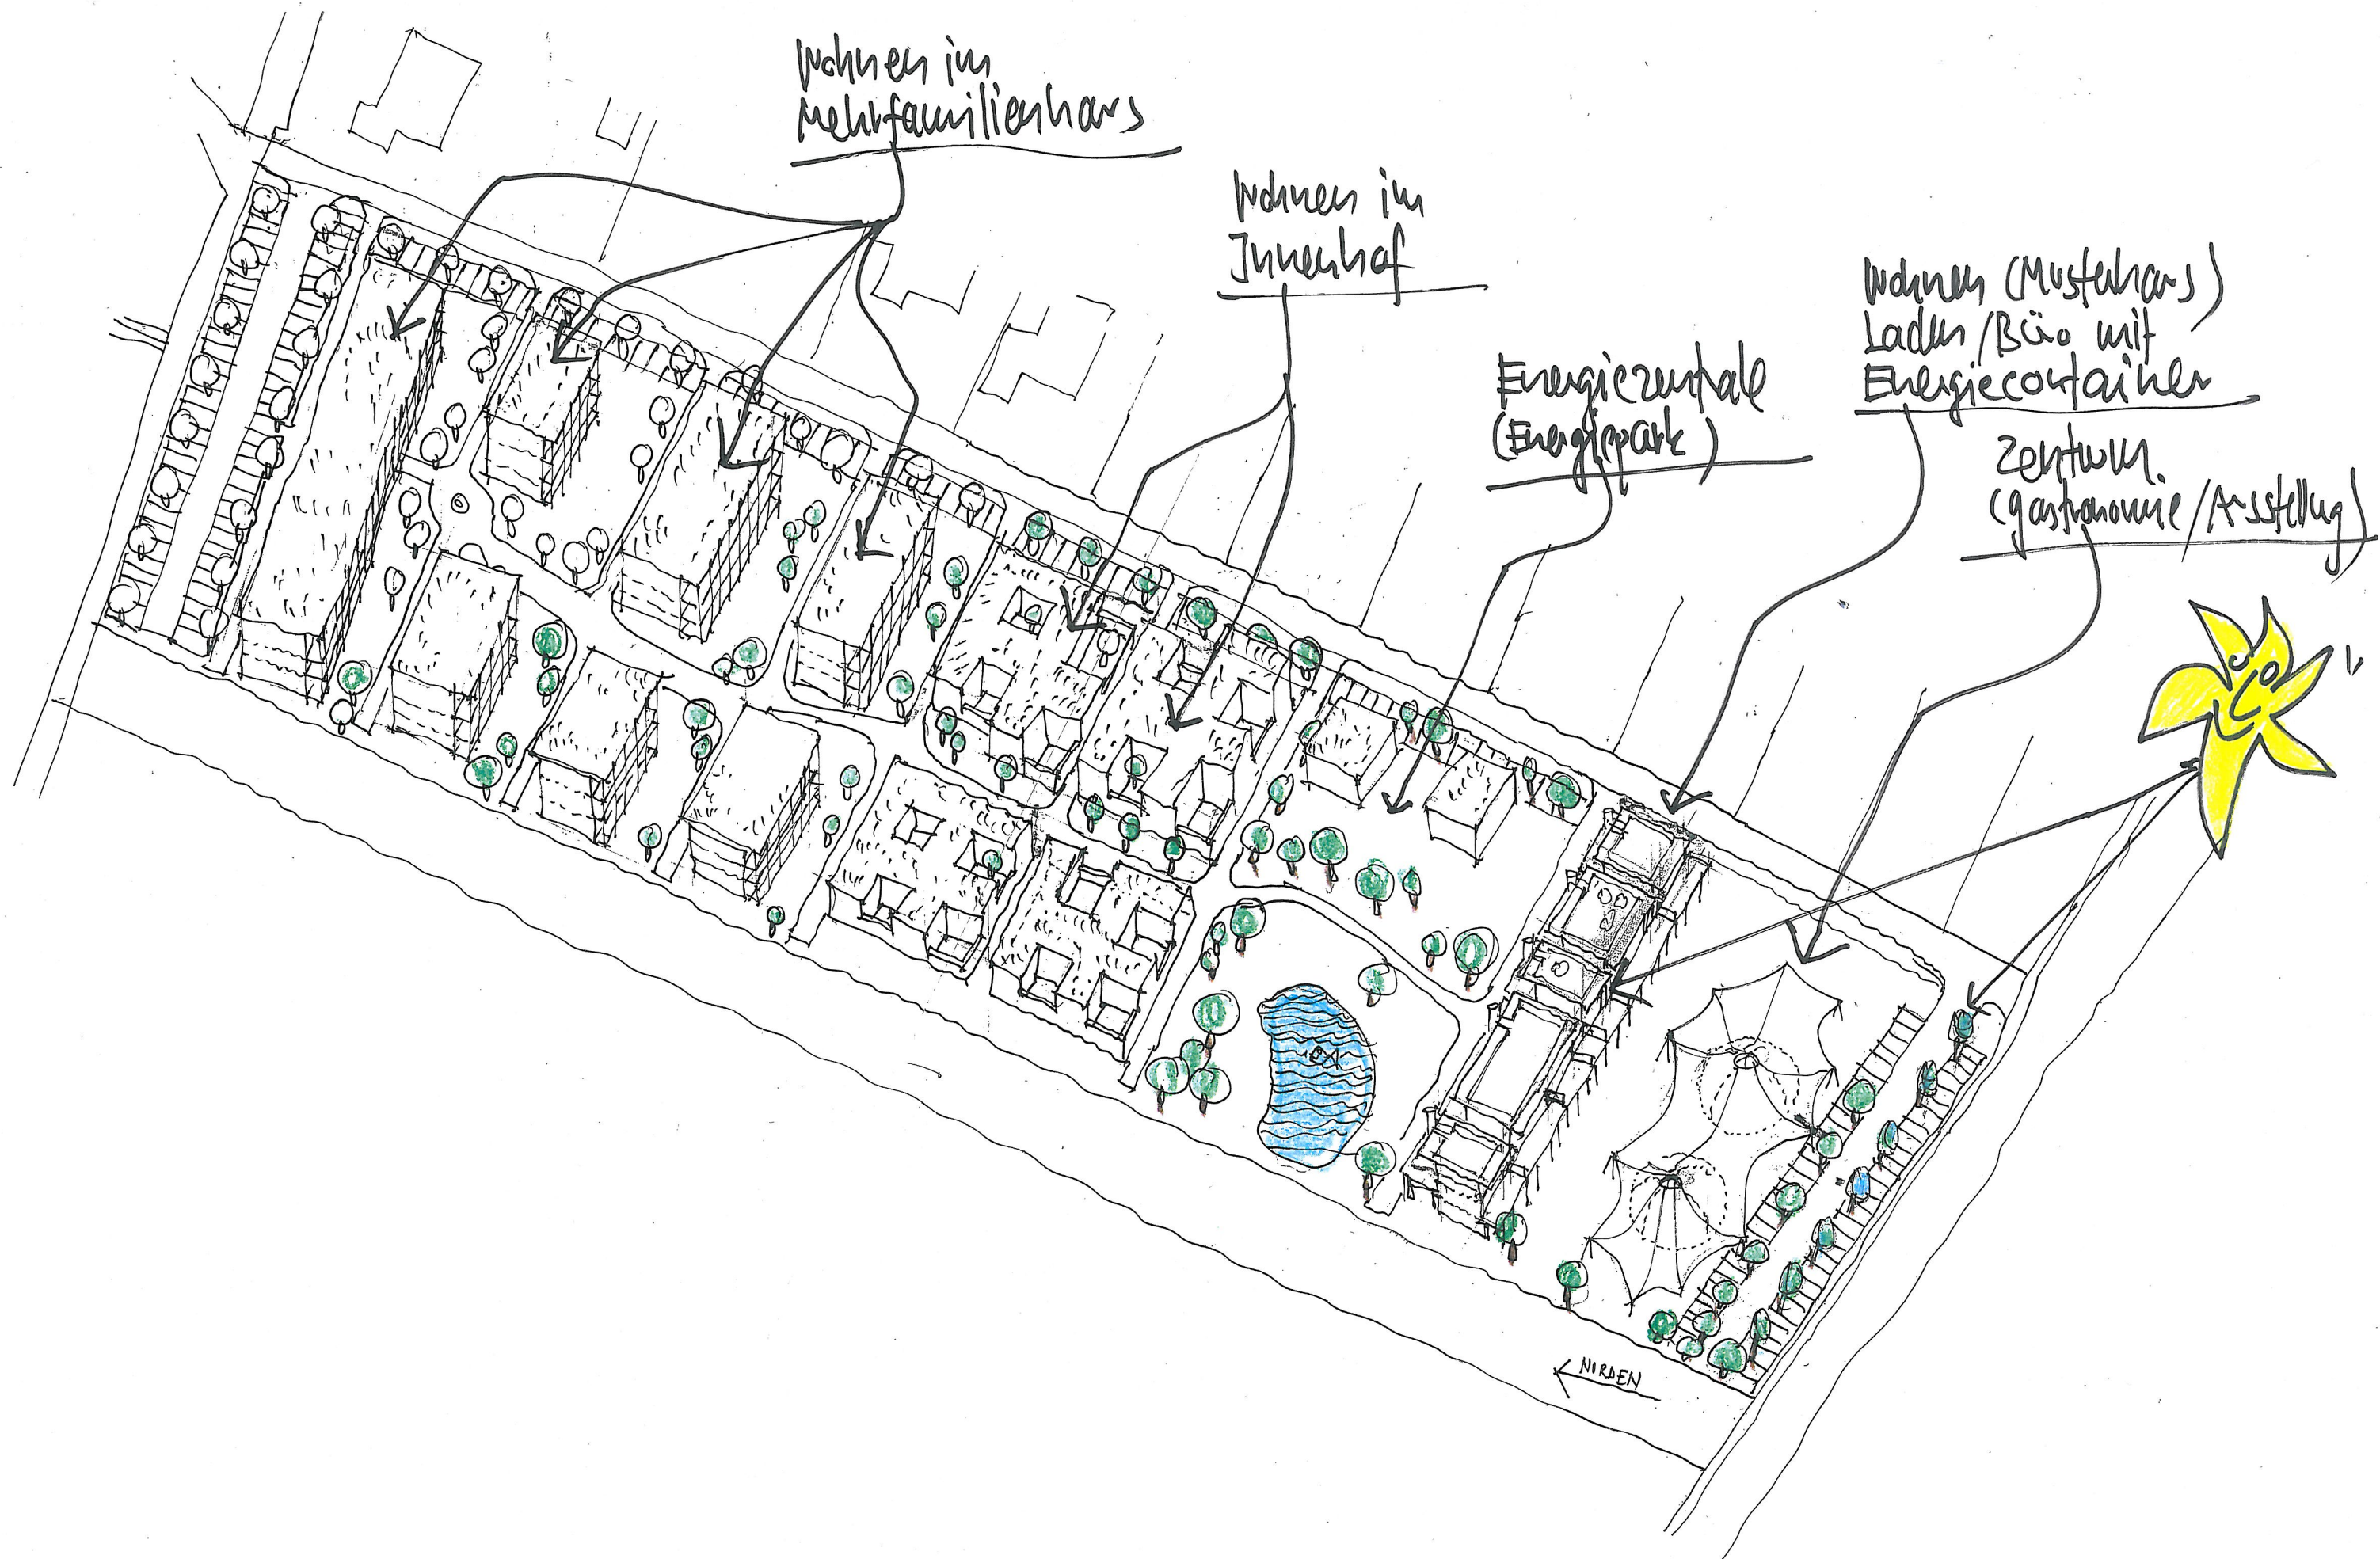 Wohnen im
Mehrfamilienhaus
Wohnen im
Innenhof
Energiezentrale
(Energiepark)
Wohnen (Musterhaus)
Laden/Büro mit
Energiecontainer
Zentrum
(Gastronomie/Ausstellung)
NORDEN